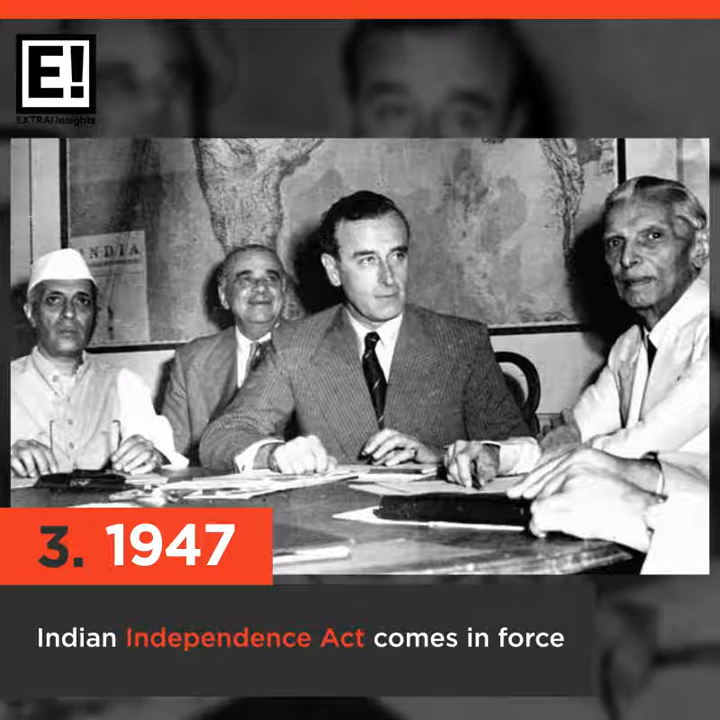 E!
EXTRA! Insights
INDIA
3. 1947
Indian Independence Act comes in force